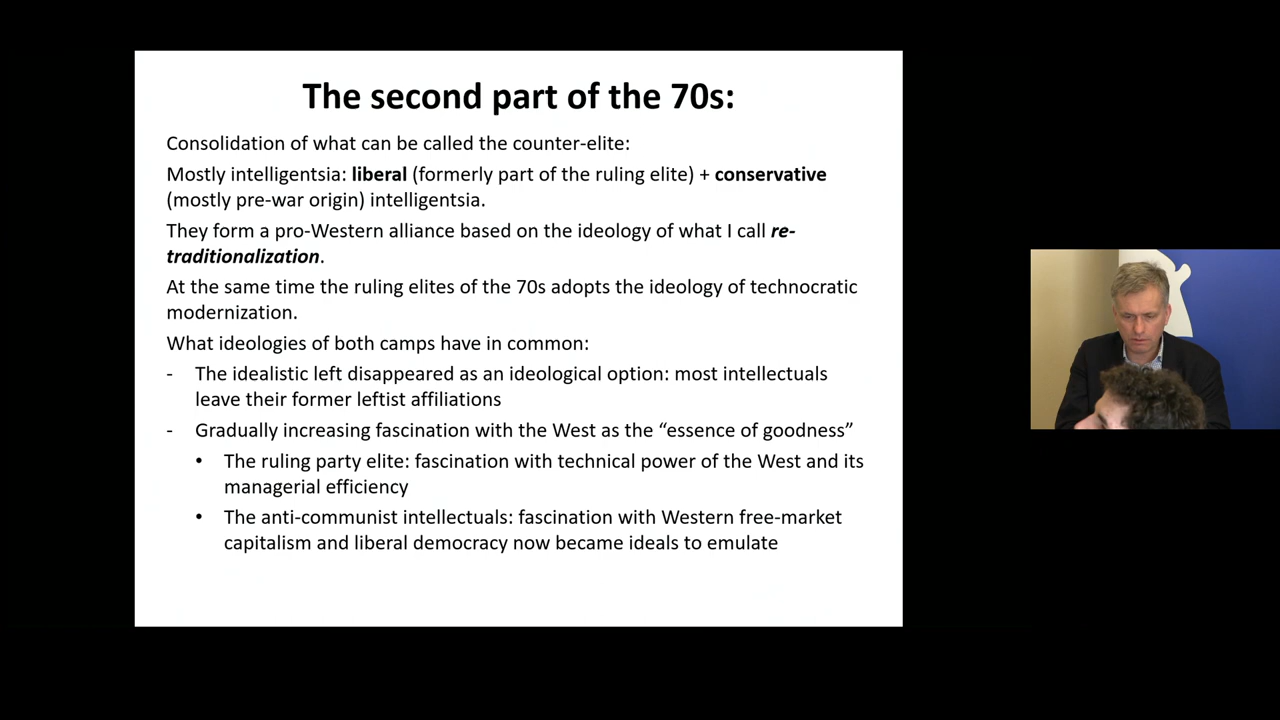 The second part of the 70s:
Consolidation of what can be called the counter-elite:
Mostly intelligentsia: liberal (formerly part of the ruling elite) + conservative
(mostly pre-war origin) intelligentsia.
They form a pro-Western alliance based on the ideology of what I call re-
traditionalization.
At the same time the ruling elites of the 70s adopts the ideology of technocratic
modernization.
What ideologies of both camps have in common:
- The idealistic left disappeared as an ideological option: most intellectuals
leave their former leftist affiliations
- Gradually increasing fascination with the West as the “essence of goodness”
• The ruling party elite: fascination with technical power of the West and its
managerial efficiency
• The anti-communist intellectuals: fascination with Western free-market
capitalism and liberal democracy now became ideals to emulate